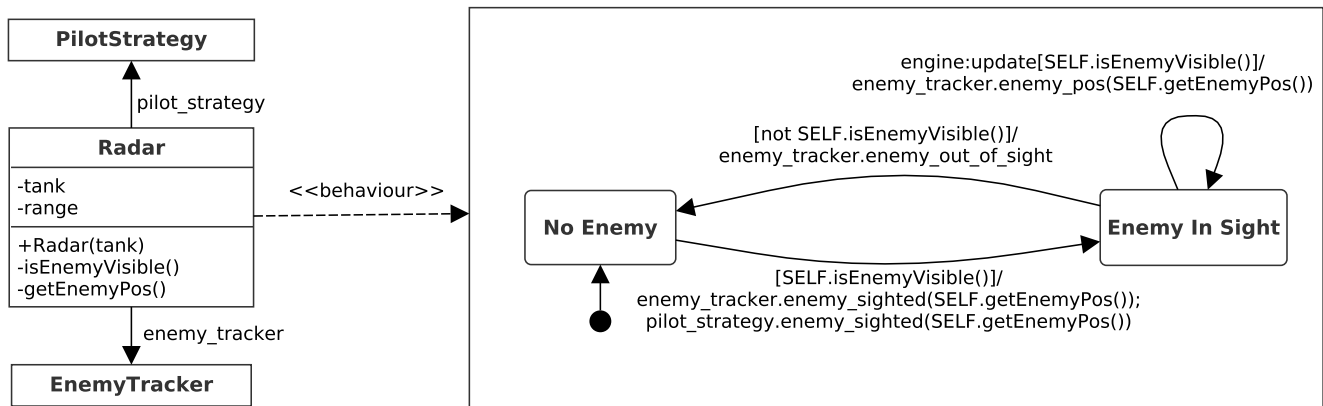 PilotStrategy
pilot_strategy
Radar
-tank
-range
+Radar(tank)
-isEnemyVisible()
-getEnemyPos()
enemy_tracker
EnemyTracker
<<behaviour>>
engine:update[SELF.isEnemyVisible()]/
enemy_tracker.enemy_pos(SELF.getEnemyPos())
[not SELF.isEnemyVisible()]/
enemy_tracker.enemy_out_of_sight
No Enemy
Enemy In Sight
[SELF.isEnemyVisible()]/
enemy_tracker.enemy_sighted(SELF.getEnemyPos());
pilot_strategy.enemy_sighted(SELF.getEnemyPos())